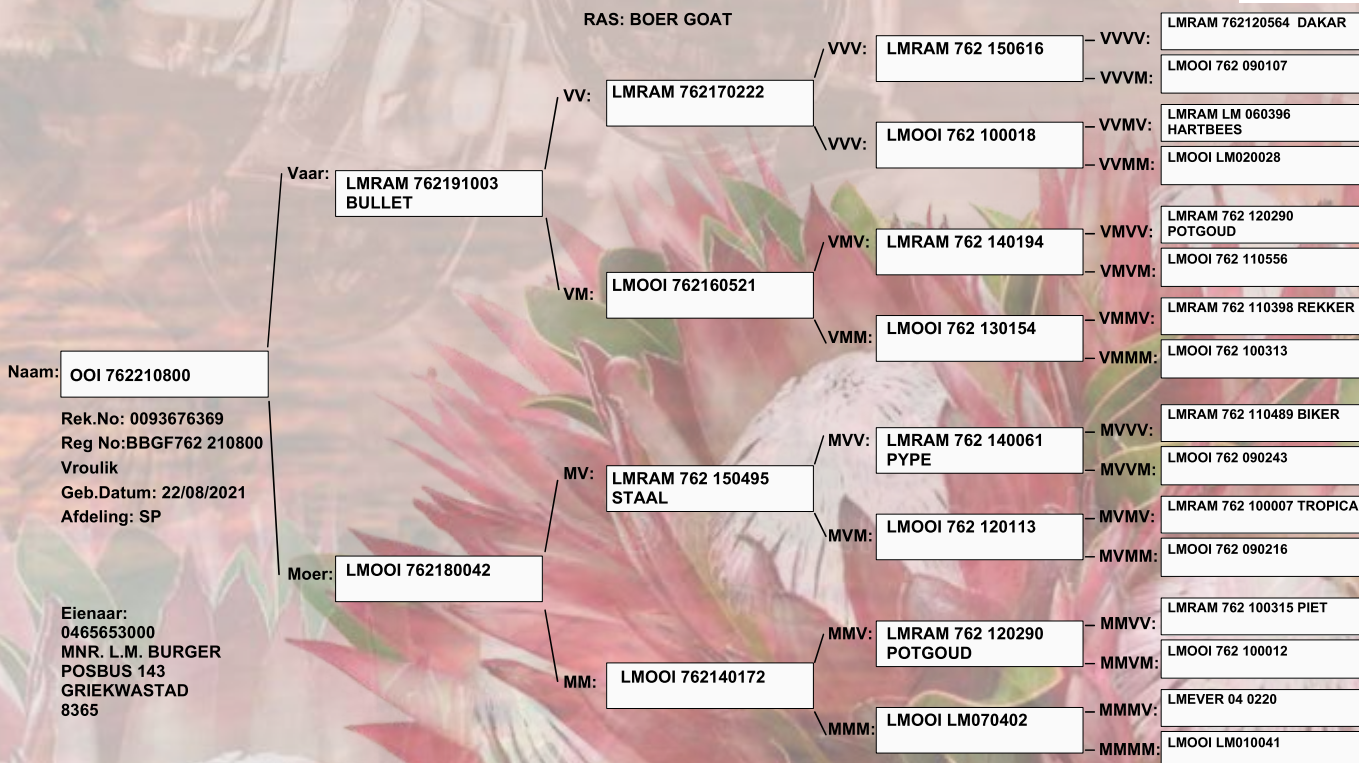 RAS: BOER GOAT
Naam:
OOI 762210800
Rek.No: 0093676369
Reg No:BBGF762 210800
Vroulik
Geb.Datum: 22/08/2021
Afdeling: SP
Eienaar:
0465653000
MNR. L.M. BURGER
POSBUS 143
GRIEKWASTAD
8365
Vaar:
LMRAM 762191003
BULLET
Moer:
LMOOI 762180042
VV:
LMRAM 762170222
VM:
LMOOI 762160521
MV:
LMRAM 762 150495
STAAL
MM:
LMOOI 762140172
VVV:
LMRAM 762 150616
VVV:
LMOOI 762 100018
VMV:
LMRAM 762 140194
VMM:
LMOOI 762 130154
MVV:
LMRAM 762 140061
PYPE
MVM:
LMOOI 762 120113
MMV:
LMRAM 762 120290
POTGOUD
MMM:
LMOOI LM070402
VVVV:
LMRAM 762120564 DAKAR
VVVM:
LMOOI 762 090107
VVMV:
LMRAM LM 060396
HARTBEES
VVMM:
LMOOI LM020028
VMVV:
LMRAM 762 120290
POTGOUD
VMVM:
LMOOI 762 110556
VMMV:
LMRAM 762 110398 REKKER
VMMM:
LMOOI 762 100313
MVVV:
LMRAM 762 110489 BIKER
MVVM:
LMOOI 762 090243
MVMV:
LMRAM 762 100007 TROPICA
MVMM:
LMOOI 762 090216
MMVV:
LMRAM 762 100315 PIET
MMVM:
LMOOI 762 100012
MMMV:
LMEVER 04 0220
MMMM:
LMOOI LM010041